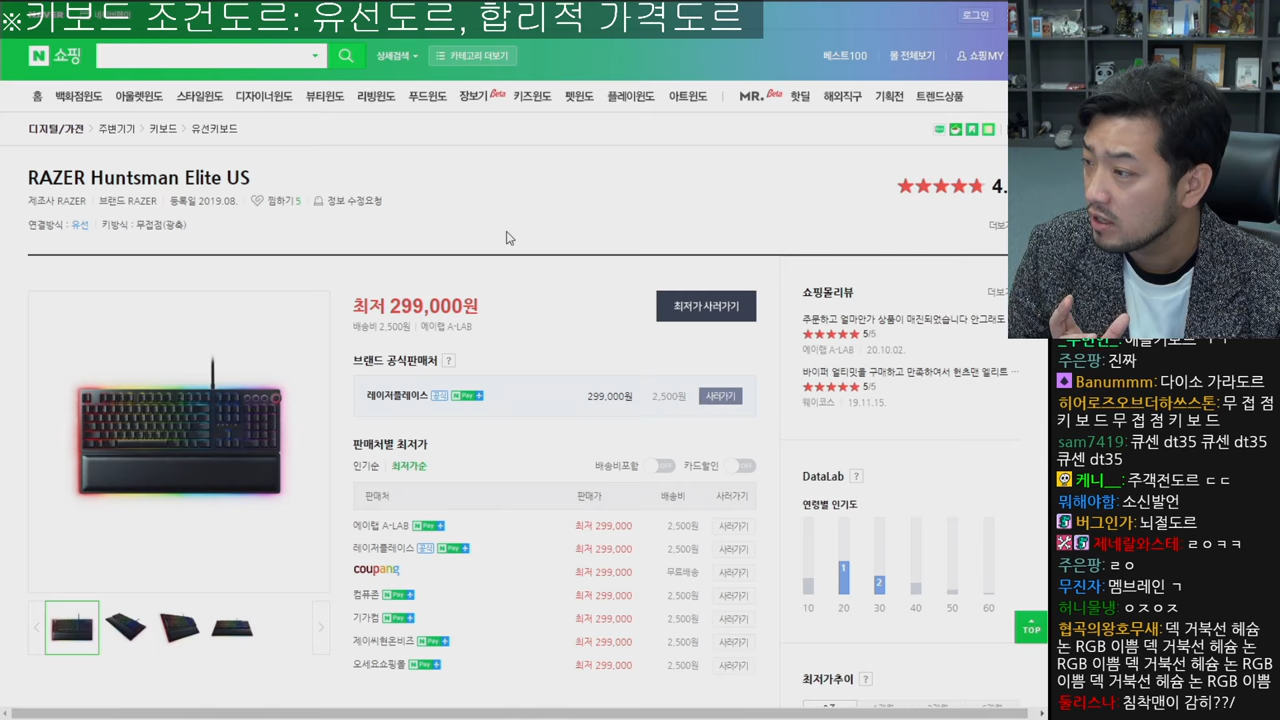 ※키보드 조건도르: 유선도르, 합리적 가격도르
로그인
N 쇼핑
상세검색
카테고리 더보기
베스트100
몰 전체보기
쇼핑MY
홈 백화점윈도 아울렛윈도 스타일윈도 디자이너윈도 뷰티윈도 리빙윈도 푸드윈도 장보기Beta 키즈윈도 펫윈도 플레이윈도 아트윈도 MR.Beta 핫딜 해외직구 기획전 트렌드상품
디지털/가전 > 주변기기 > 키보드 > 유선키보드
RAZER Huntsman Elite US
4.
제조사 RAZER 브랜드 RAZER 등록일 2019.08. 찜하기 5 정보 수정요청
연결방식 : 유선 키방식 : 무접점(광축)
더보기
최저 299,000원
최저가 사러가기
배송비 2,500원 에이랩 A-LAB
브랜드 공식판매처 ?
레이저플레이스 공식 N Pay + 299,000원 2,500원 사러가기
판매처별 최저가
인기순 최저가순 배송비포함 OFF 카드할인 OFF
판매처 판매가 배송비 사러가기
에이랩 A-LAB N Pay + 최저 299,000 2,500원 사러가기
레이저플레이스 공식 N Pay + 최저 299,000 2,500원 사러가기
coupang 최저 299,000 무료배송 사러가기
컴퓨존 N Pay + 최저 299,000 2,500원 사러가기
기가컴 N Pay + 최저 299,000 2,500원 사러가기
제이씨현온비즈 N Pay + 최저 299,000 2,500원 사러가기
오세요쇼핑몰 N Pay + 최저 299,000 2,500원 사러가기
쇼핑몰리뷰
더보기
주문하고 얼마안가 상품이 매진되었습니다 안그래도
5/5
에이랩 A-LAB 20.10.02.
바이퍼 얼티밋을 구매하고 만족하여서 헌츠맨 엘리트 …
5/5
웨이코스 19.11.15.
DataLab ?
연령별 인기도
1
2
10 20 30 40 50 60
TOP
최저가추이 ?
주은팡: 진짜
Banummm: 다이소 가라도르
히어로즈오브더하쓰스톤: 무 접 점
키 보 드 무 접 점 키 보 드
sam7419: 큐센 dt35 큐센 dt35
큐센 dt35
케니__: 주객전도르 ㄷㄷ
뭐해야함: 소신발언
버그인가: 뇌절도르
제네랄와스테: ㄹㅇㅋㅋ
주은팡: ㄹㅇ
무진자: 멤브레인 ㄱ
허니물냉: ㅇㅈㅇㅈ
협곡의왕호무새: 덱 거북선 헤슘
논 RGB 이쁨 덱 거북선 헤슘 논
RGB 이쁨 덱 거북선 헤슘 논 RGB
이쁨 덱 거북선 헤슘 논 RGB 이쁨
둘리스나: 침착맨이 감히??/